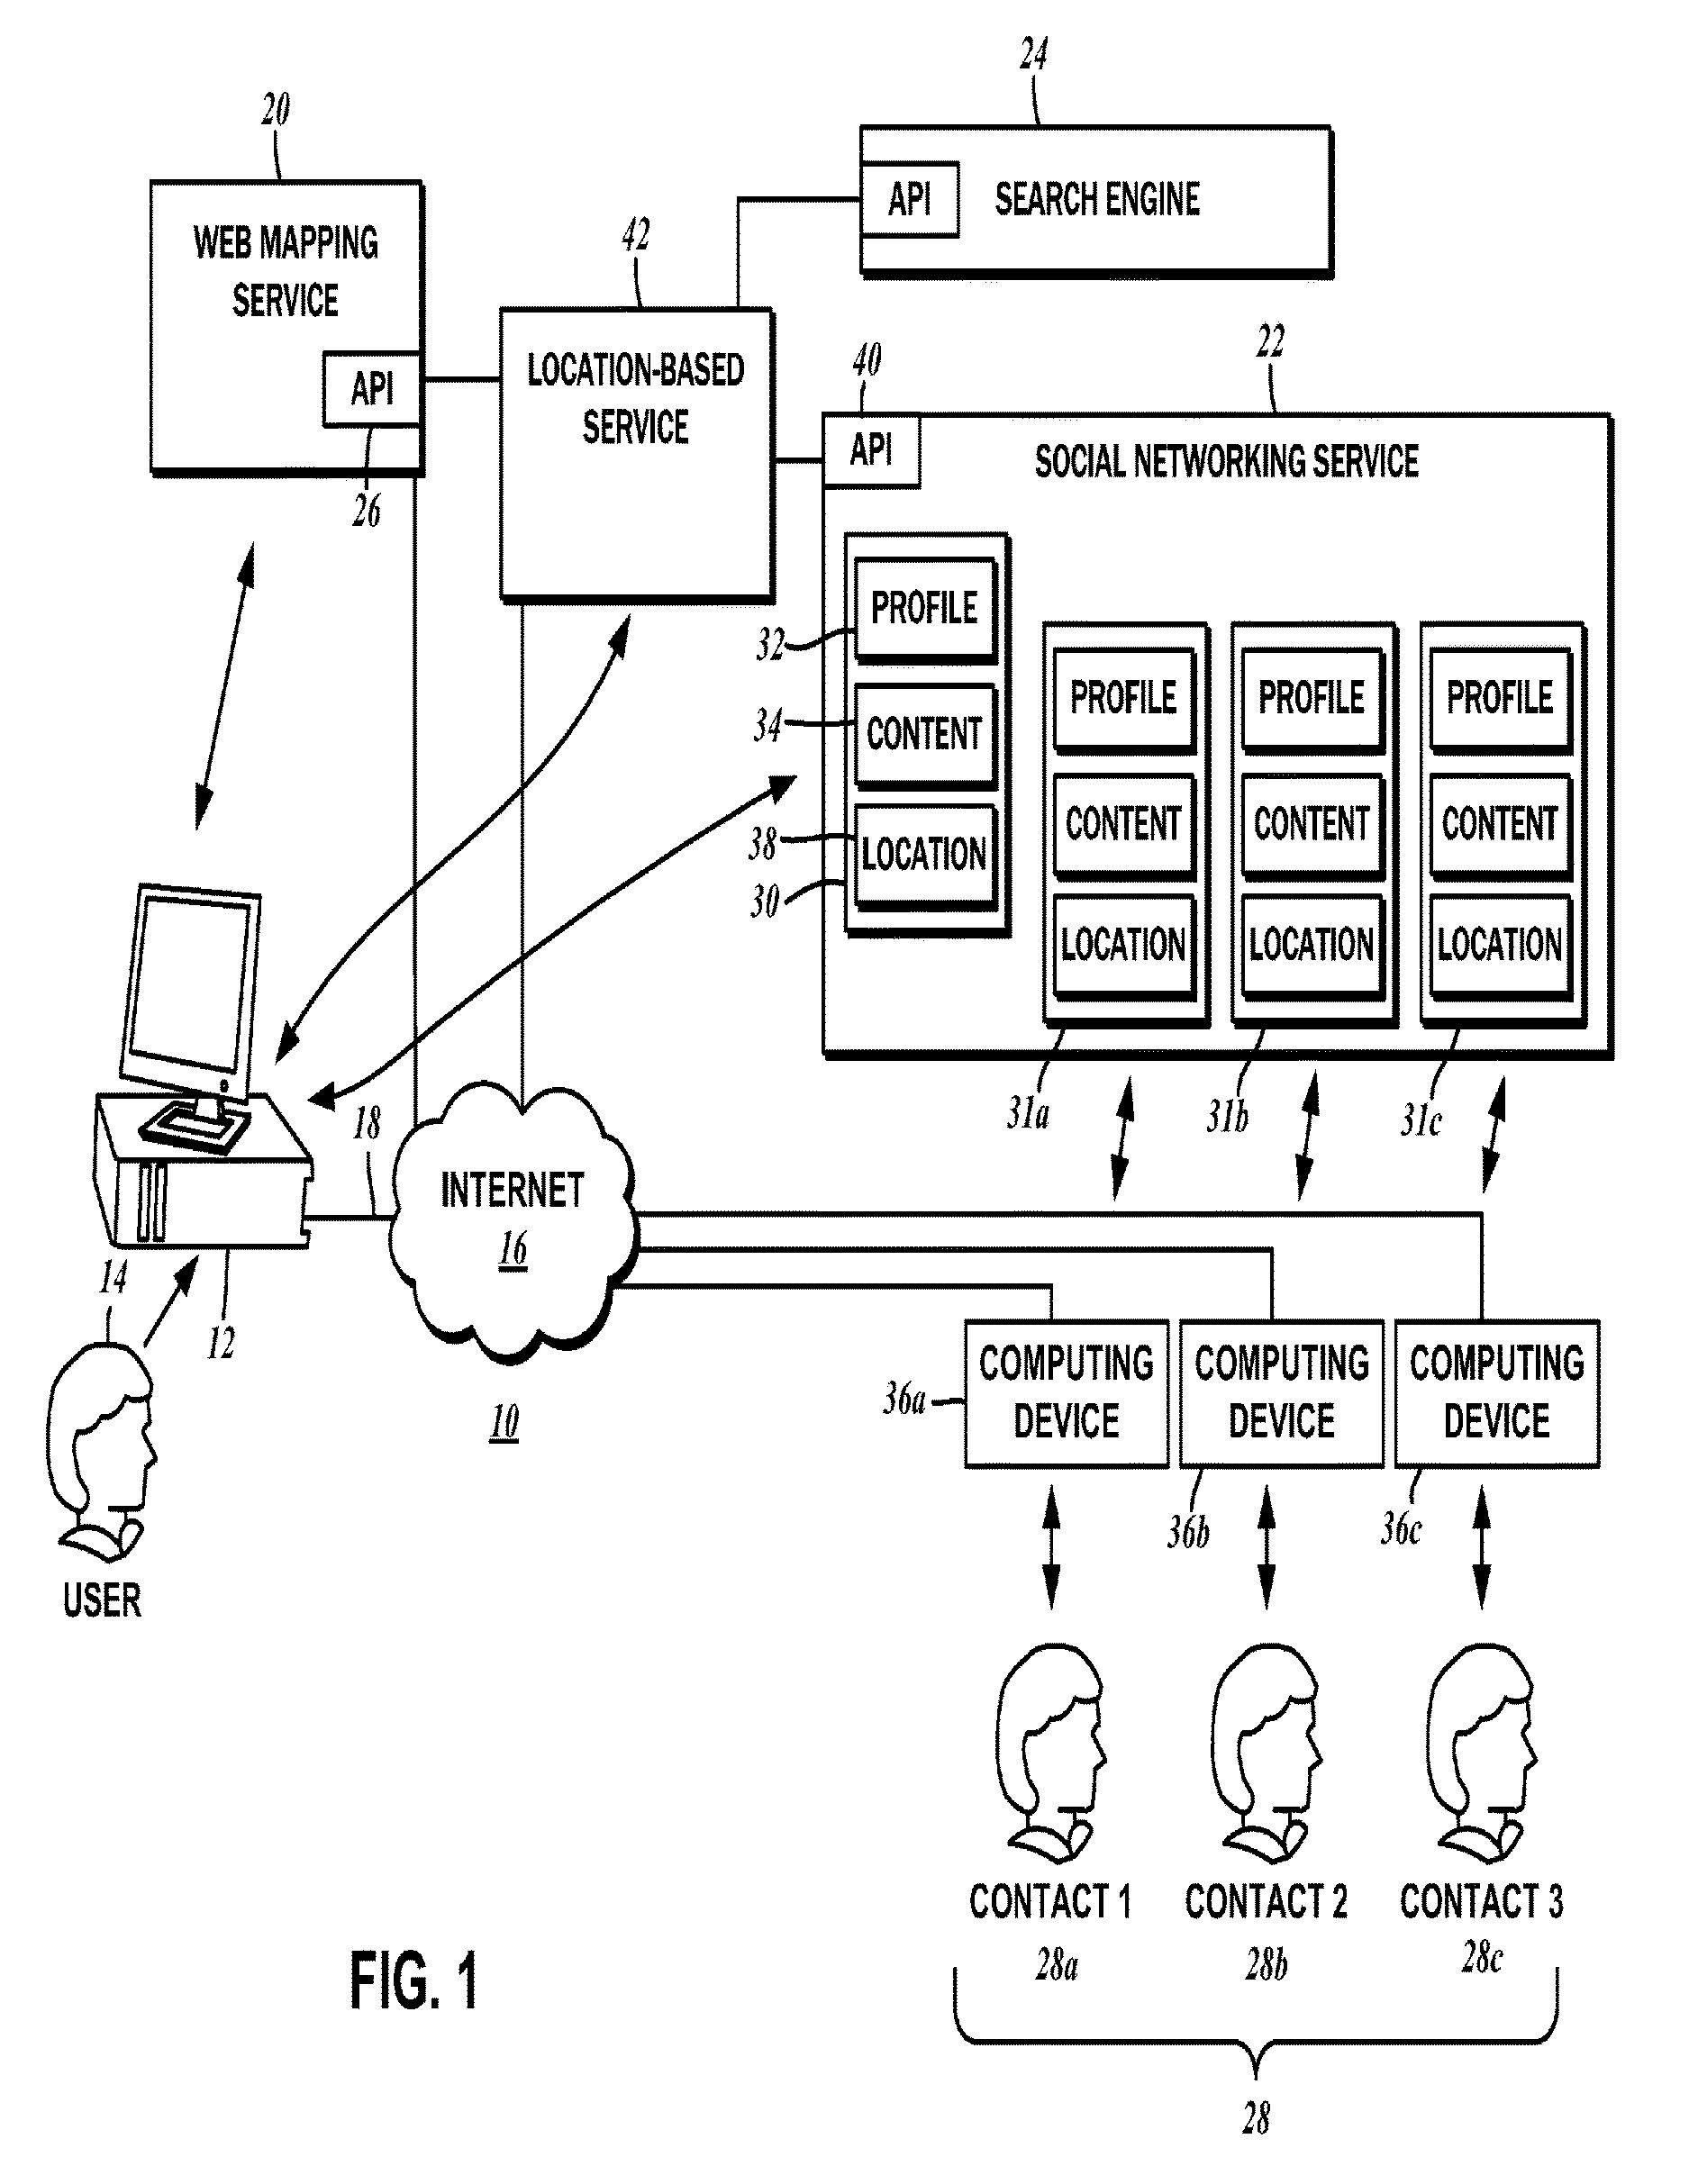 24
20
API
SEARCH ENGINE
42
WEB MAPPING
SERVICE
API
26
LOCATION-BASED
SERVICE
40
22
API
SOCIAL NETWORKING SERVICE
PROFILE
32
CONTENT
34
LOCATION
38
30
PROFILE
PROFILE
PROFILE
CONTENT
CONTENT
CONTENT
LOCATION
LOCATION
LOCATION
31a
31b
31c
18
INTERNET
16
14
12
10
USER
COMPUTING
DEVICE
COMPUTING
DEVICE
COMPUTING
DEVICE
36a
36b
36c
CONTACT 1
CONTACT 2
CONTACT 3
28a
28b
28c
28
FIG. 1